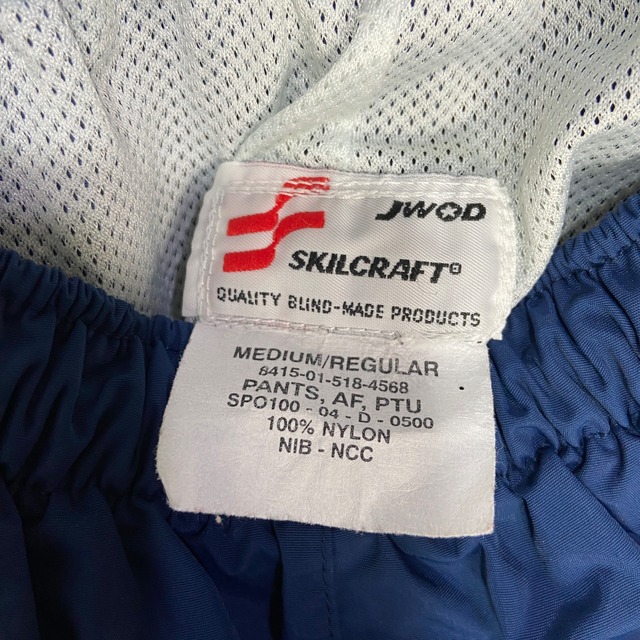 JWOD
SKILCRAFT®
QUALITY BLIND-MADE PRODUCTS
MEDIUM/REGULAR
8415-01-518-4568
PANTS, AF, PTU
SPO100 - 04 - D - 0500
100% NYLON
NIB - NCC